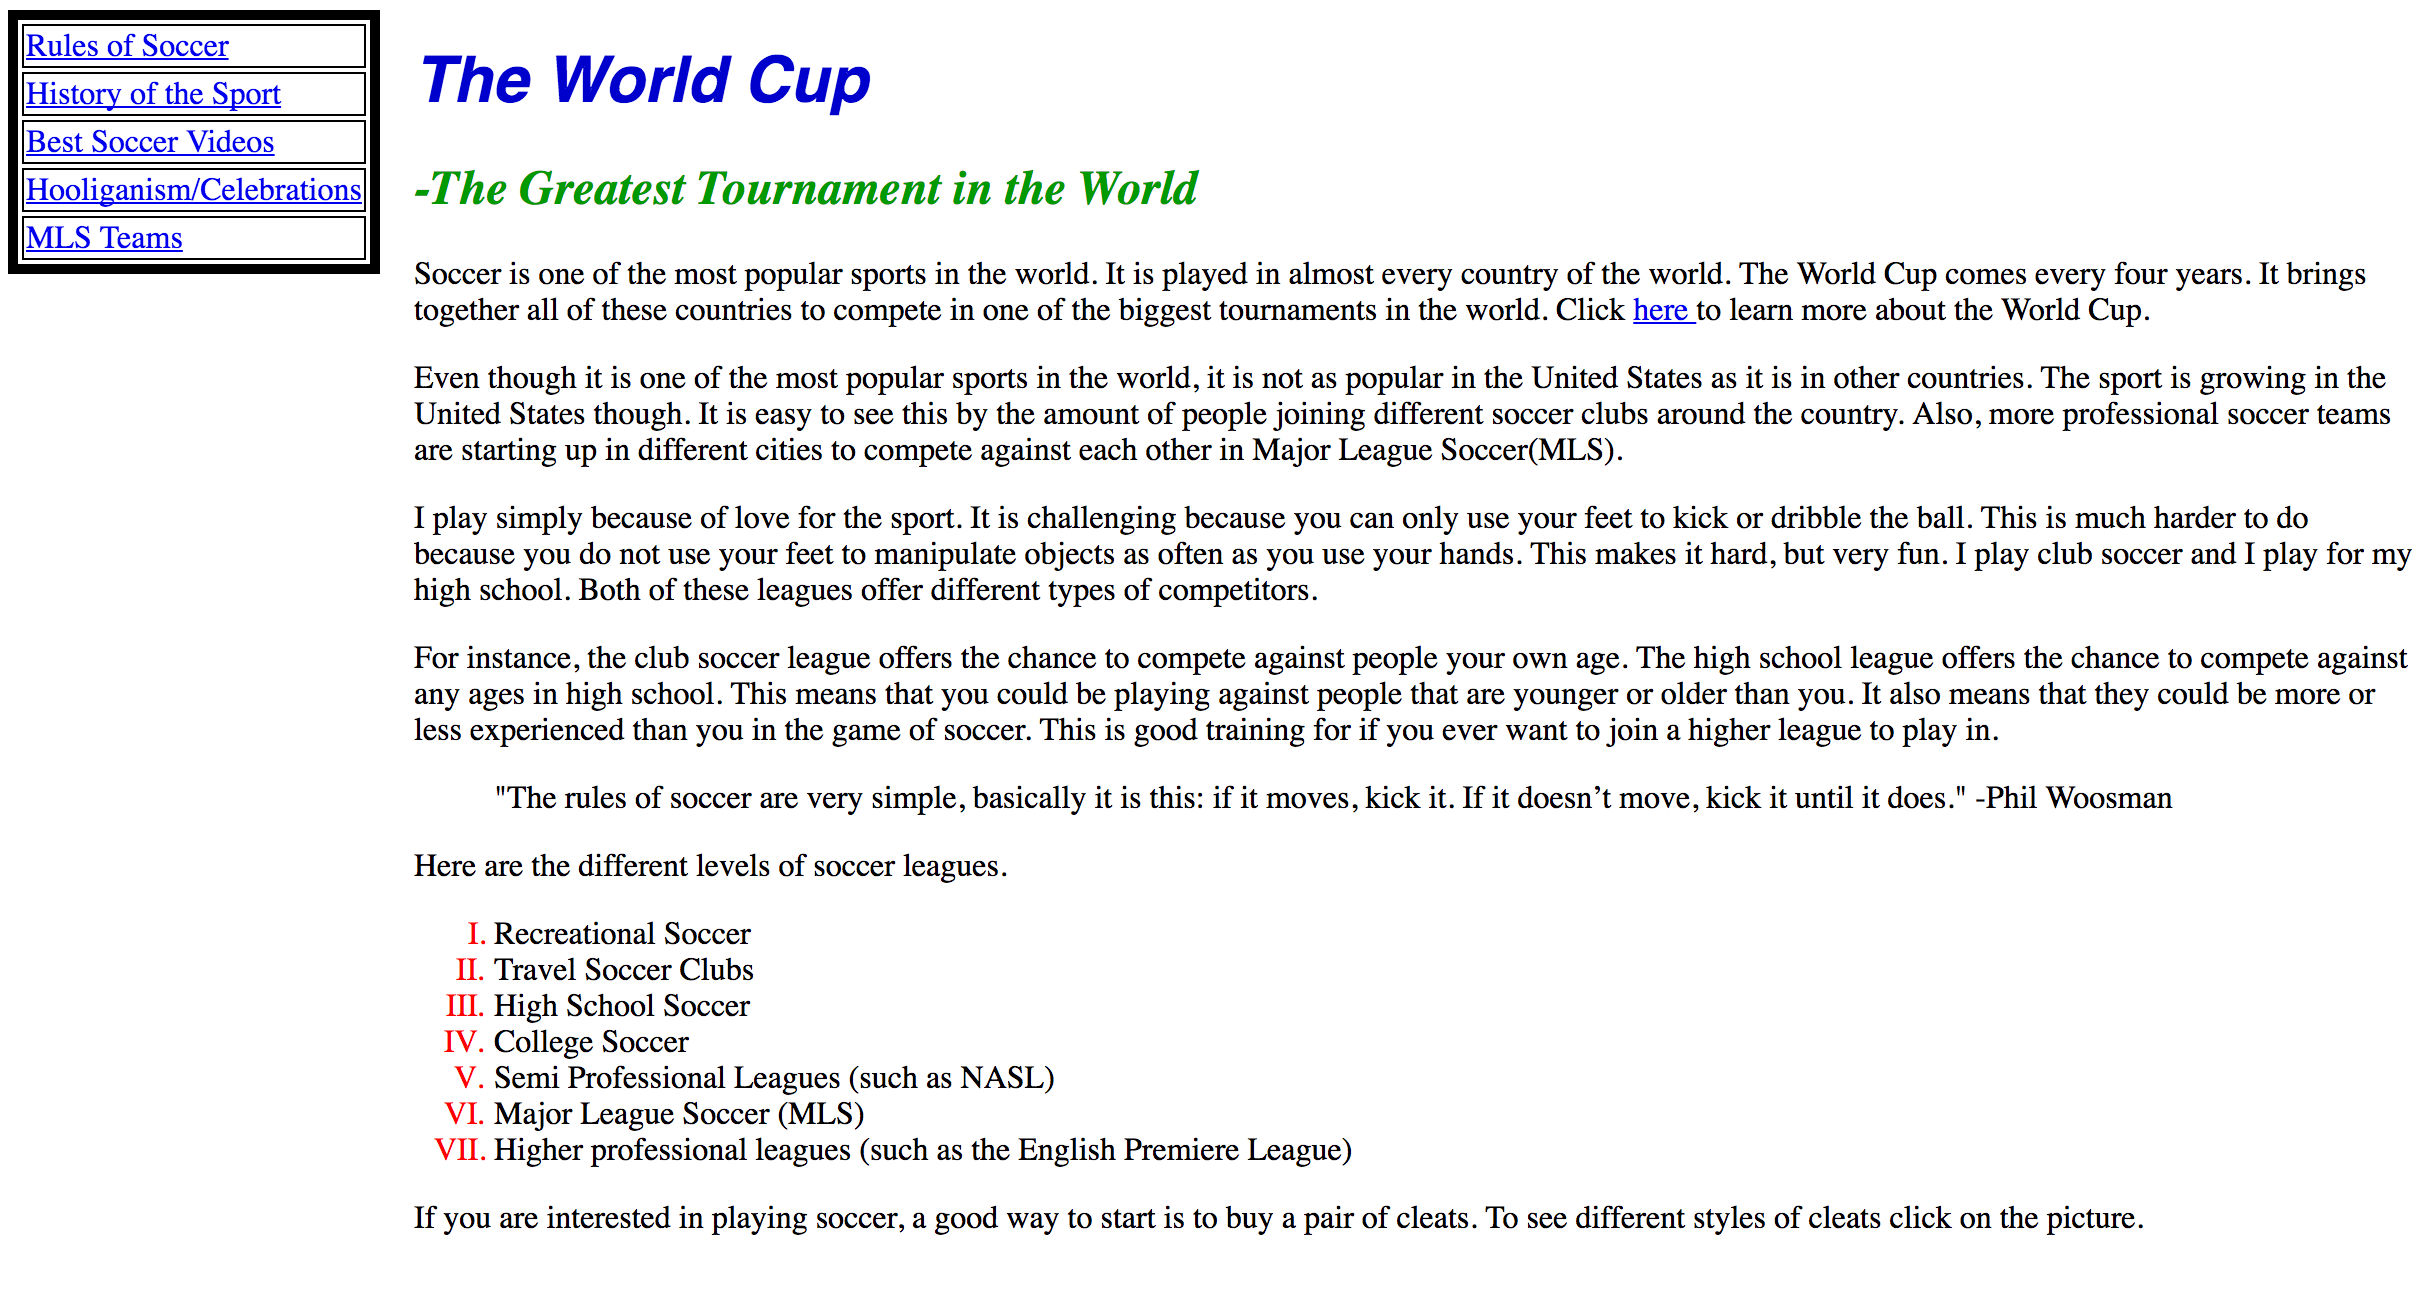 Rules of Soccer
History of the Sport
Best Soccer Videos
Hooliganism/Celebrations
MLS Teams
The World Cup
-The Greatest Tournament in the World
Soccer is one of the most popular sports in the world. It is played in almost every country of the world. The World Cup comes every four years. It brings
together all of these countries to compete in one of the biggest tournaments in the world. Click here to learn more about the World Cup.
Even though it is one of the most popular sports in the world, it is not as popular in the United States as it is in other countries. The sport is growing in the
United States though. It is easy to see this by the amount of people joining different soccer clubs around the country. Also, more professional soccer teams
are starting up in different cities to compete against each other in Major League Soccer(MLS).
I play simply because of love for the sport. It is challenging because you can only use your feet to kick or dribble the ball. This is much harder to do
because you do not use your feet to manipulate objects as often as you use your hands. This makes it hard, but very fun. I play club soccer and I play for my
high school. Both of these leagues offer different types of competitors.
For instance, the club soccer league offers the chance to compete against people your own age. The high school league offers the chance to compete against
any ages in high school. This means that you could be playing against people that are younger or older than you. It also means that they could be more or
less experienced than you in the game of soccer. This is good training for if you ever want to join a higher league to play in.
"The rules of soccer are very simple, basically it is this: if it moves, kick it. If it doesn’t move, kick it until it does." -Phil Woosman
Here are the different levels of soccer leagues.
I. Recreational Soccer
II. Travel Soccer Clubs
III. High School Soccer
IV. College Soccer
V. Semi Professional Leagues (such as NASL)
VI. Major League Soccer (MLS)
VII. Higher professional leagues (such as the English Premiere League)
If you are interested in playing soccer, a good way to start is to buy a pair of cleats. To see different styles of cleats click on the picture.